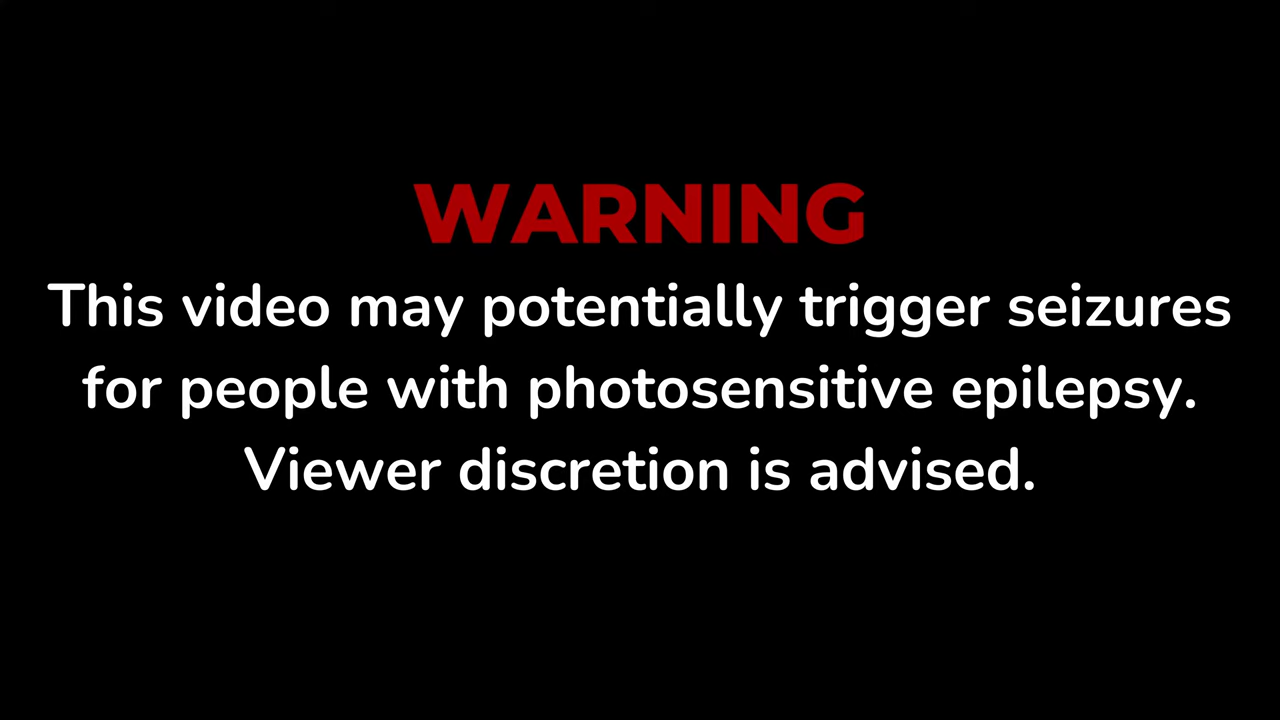 WARNING
This video may potentially trigger seizures
for people with photosensitive epilepsy.
Viewer discretion is advised.